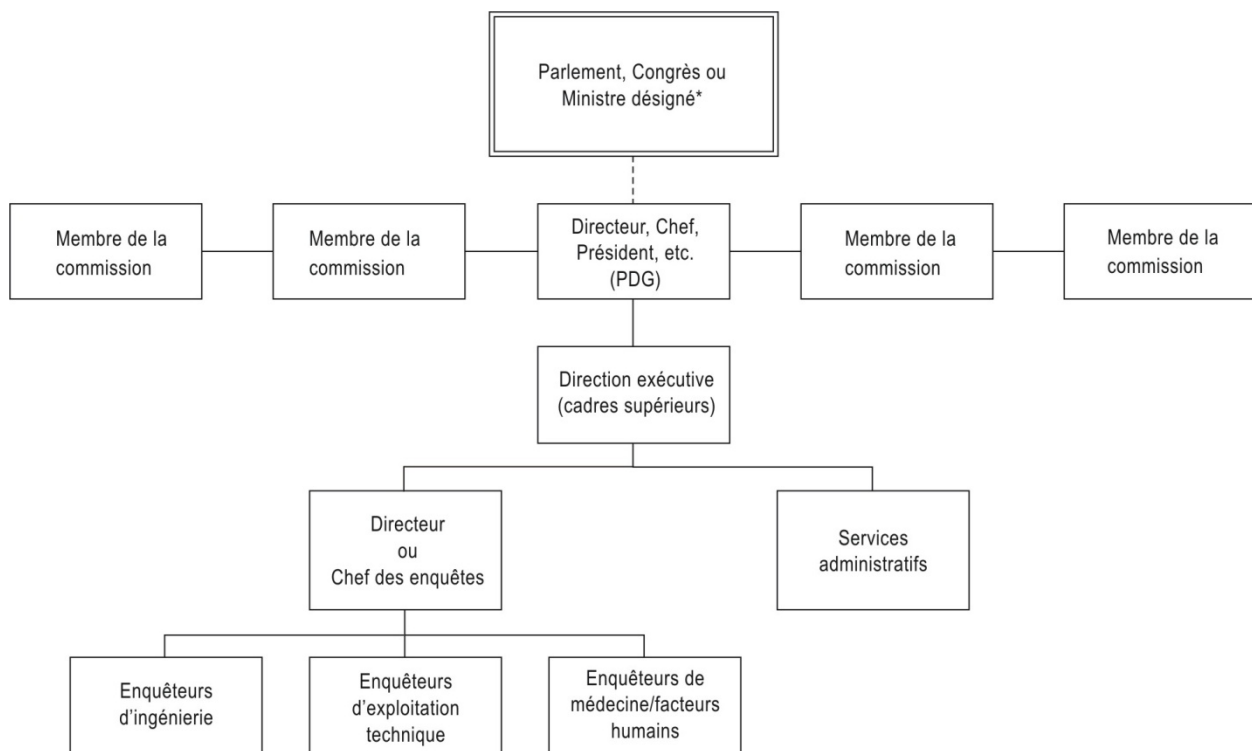 Parlement, Congrès ou
Ministre désigné*
Membre de la
commission
Membre de la
commission
Directeur, Chef,
Président, etc.
(PDG)
Membre de la
commission
Membre de la
commission
Direction exécutive
(cadres supérieurs)
Directeur
ou
Chef des enquêtes
Services
administratifs
Enquêteurs
d’ingénierie
Enquêteurs
d’exploitation
technique
Enquêteurs de
médecine/facteurs
humains